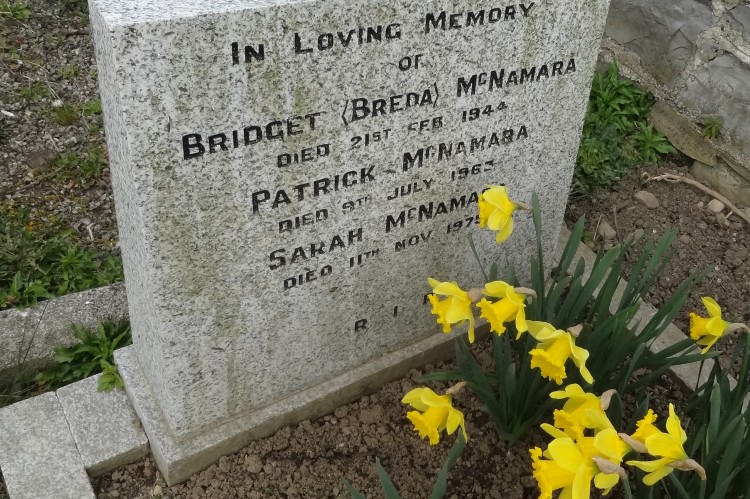 IN LOVING MEMORY
OF
BRIDGET (BREDA) MCNAMARA
DIED 21ST FEB 1944
PATRICK MCNAMARA
DIED 9TH JULY 1963
SARAH
DIED 11TH NOV.
R I